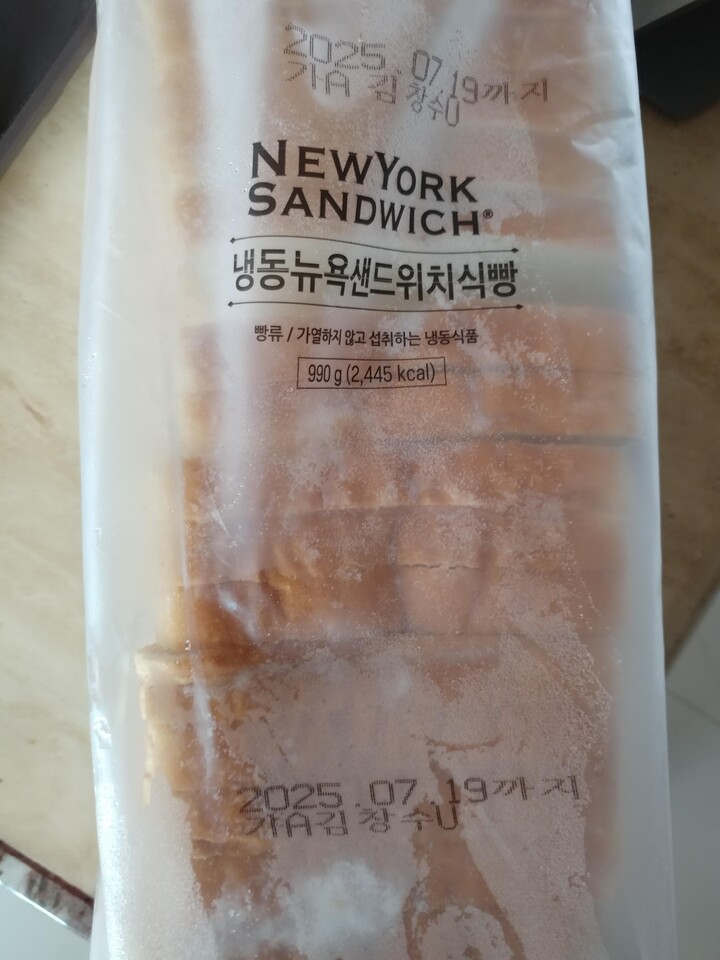 2025.07.19까지
가A 김창수U
NEWYORK
SANDWICH®
냉동뉴욕샌드위치식빵
빵류 / 가열하지 않고 섭취하는 냉동식품
990 g (2,445 kcal)
2025.07.19까지
가A김창수U